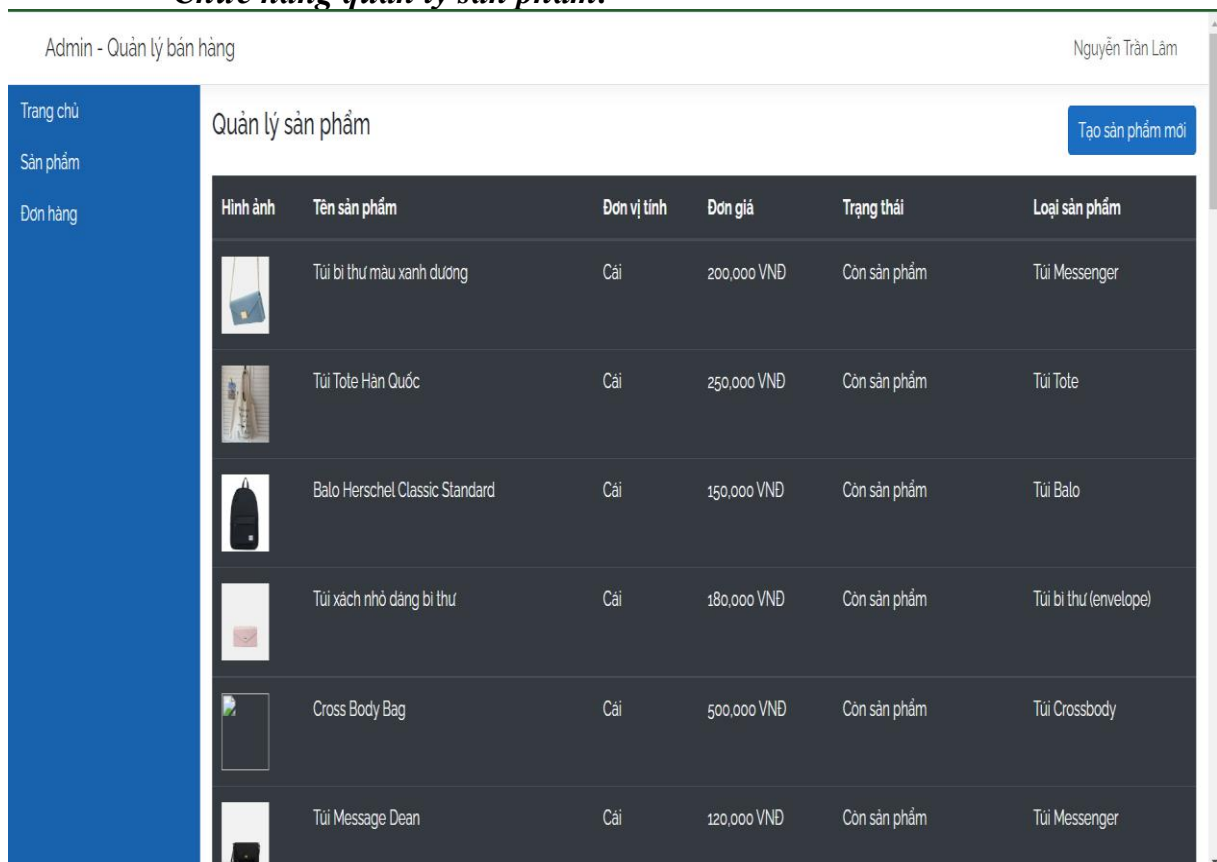 Chức năng quản lý sản phẩm:
Admin - Quản lý bán hàng
Nguyễn Trần Lâm
Trang chủ
Sản phẩm
Đơn hàng
Quản lý sản phẩm
Tạo sản phẩm mới
Hình ảnh Tên sản phẩm Đơn vị tính Đơn giá Trạng thái Loại sản phẩm
Túi bì thư màu xanh dương Cái 200,000 VNĐ Còn sản phẩm Túi Messenger
Túi Tote Hàn Quốc Cái 250,000 VNĐ Còn sản phẩm Túi Tote
Balo Herschel Classic Standard Cái 150,000 VNĐ Còn sản phẩm Túi Balo
Túi xách nhỏ dáng bì thư Cái 180,000 VNĐ Còn sản phẩm Túi bì thư (envelope)
Cross Body Bag Cái 500,000 VNĐ Còn sản phẩm Túi Crossbody
Túi Message Dean Cái 120,000 VNĐ Còn sản phẩm Túi Messenger